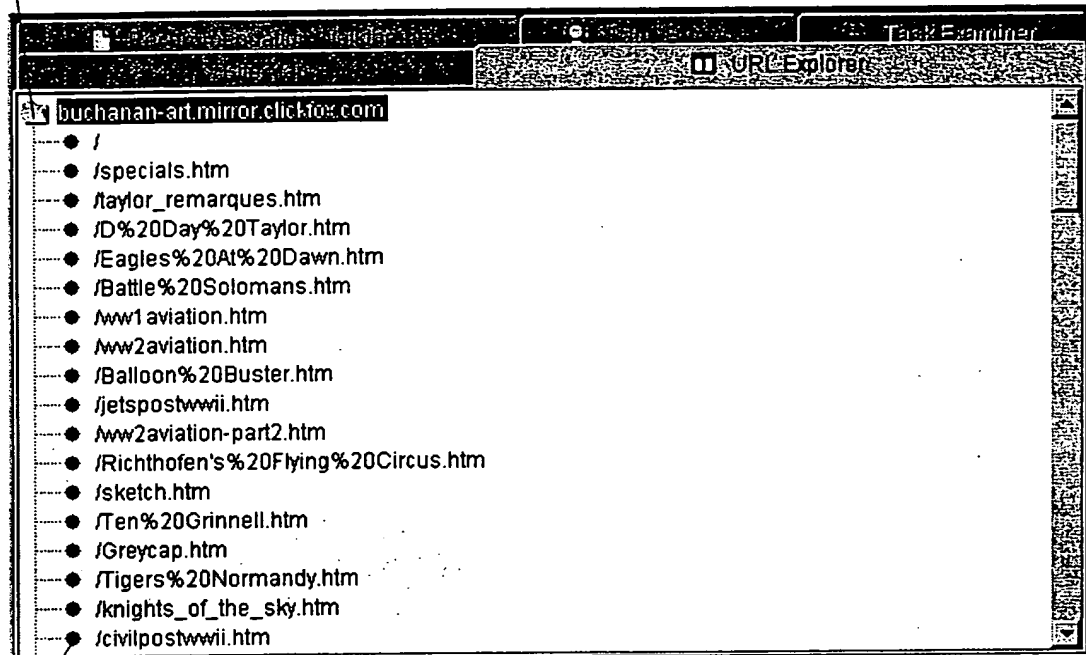 Task Examiner
URL Explorer
buchanan-art.mirror.clickfox.com
/
/specials.htm
/taylor_remarques.htm
/D%20Day%20Taylor.htm
/Eagles%20At%20Dawn.htm
/Battle%20Solomans.htm
/ww1aviation.htm
/ww2aviation.htm
/Balloon%20Buster.htm
/jetspostwwii.htm
/ww2aviation-part2.htm
/Richthofen's%20Flying%20Circus.htm
/sketch.htm
/Ten%20Grinnell.htm
/Greycap.htm
/Tigers%20Normandy.htm
/knights_of_the_sky.htm
/civilpostwwii.htm